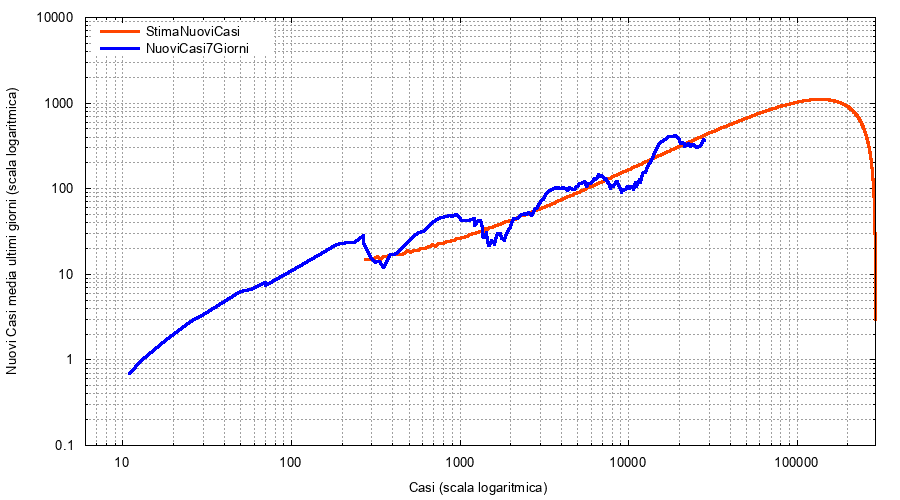 10000
1000
100
10
1
0.1
StimaNuoviCasi
NuoviCasi7Giorni
Nuovi Casi media ultimi giorni (scala logaritmica)
10 100 1000 10000 100000
Casi (scala logaritmica)